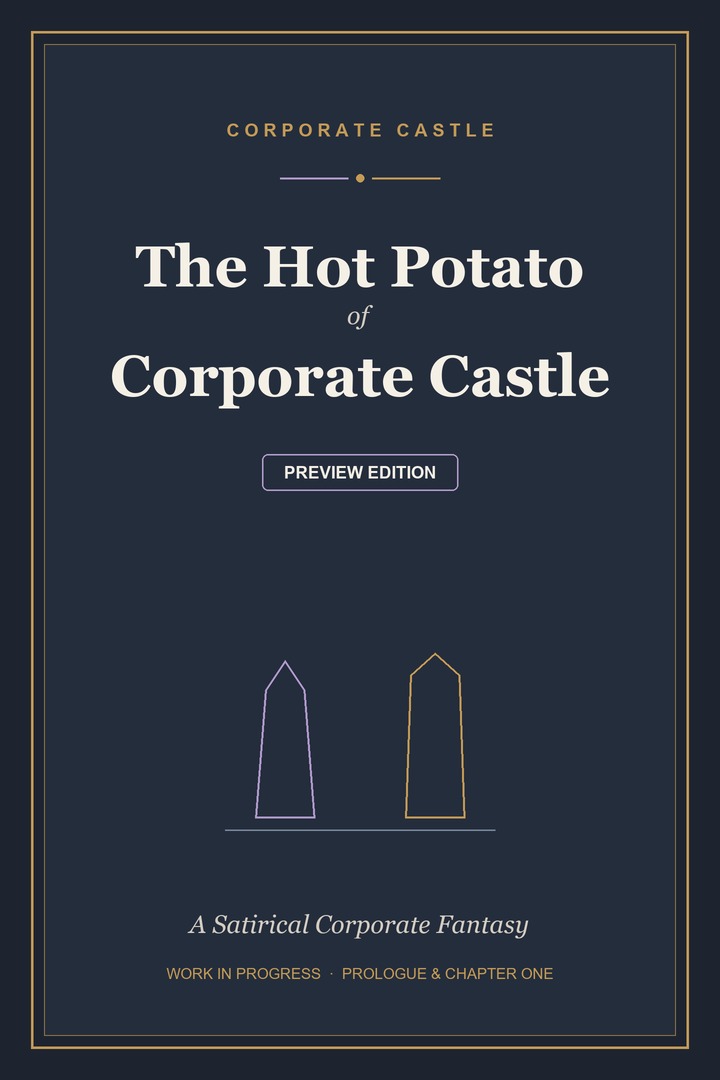 CORPORATE CASTLE
The Hot Potato
of
Corporate Castle
PREVIEW EDITION
A Satirical Corporate Fantasy
WORK IN PROGRESS · PROLOGUE & CHAPTER ONE